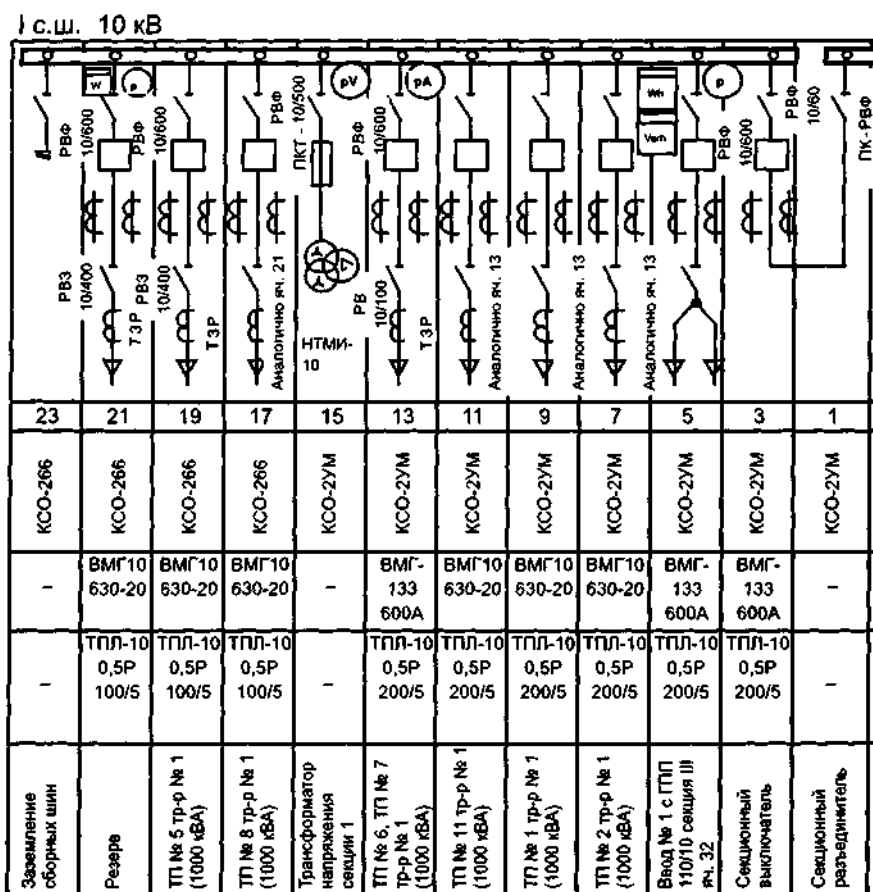 I с.ш. 10 кВ
РВФ
10/600
W
р
РВФ
10/600
РВФ
ПКТ - 10/500
pV
РВФ
10/600
pA
Wh
Varh
р
РВФ
10/600
РВФ
10/60
ПК - РВФ
РВЗ
10/400
ТЗР
РВЗ
10/400
ТЗР
Аналогично яч. 21
НТМИ-
10
РВ
10/100
ТЗР
Аналогично яч. 13
Аналогично яч. 13
Аналогично яч. 13
23 21 19 17 15 13 11 9 7 5 3 1
КСО-266 КСО-266 КСО-266 КСО-266 КСО-2УМ КСО-2УМ КСО-2УМ КСО-2УМ КСО-2УМ КСО-2УМ КСО-2УМ КСО-2УМ
– ВМГ10 ВМГ10 ВМГ10 – ВМГ- ВМГ10 ВМГ10 ВМГ10 ВМГ- ВМГ- –
630-20 630-20 630-20 133 630-20 630-20 630-20 133 133
600А 600А 600А
– ТПЛ-10 ТПЛ-10 ТПЛ-10 – ТПЛ-10 ТПЛ-10 ТПЛ-10 ТПЛ-10 ТПЛ-10 ТПЛ-10 –
0,5Р 0,5Р 0,5Р 0,5Р 0,5Р 0,5Р 0,5Р 0,5Р 0,5Р
100/5 100/5 100/5 200/5 200/5 200/5 200/5 200/5 200/5
Заземление
сборных шин
Резерв
ТП № 5 тр-р № 1
(1000 кВА)
ТП № 8 тр-р № 1
(1000 кВА)
Трансформатор
напряжения
секции 1
ТП № 6, ТП № 7
тр-р № 1
(1000 кВА)
ТП № 11 тр-р № 1
(1000 кВА)
ТП № 1 тр-р № 1
(1000 кВА)
ТП № 2 тр-р № 1
(1000 кВА)
Ввод № 1 с ГПП
110/10 секция III
яч. 32
Секционный
выключатель
Секционный
разъединитель